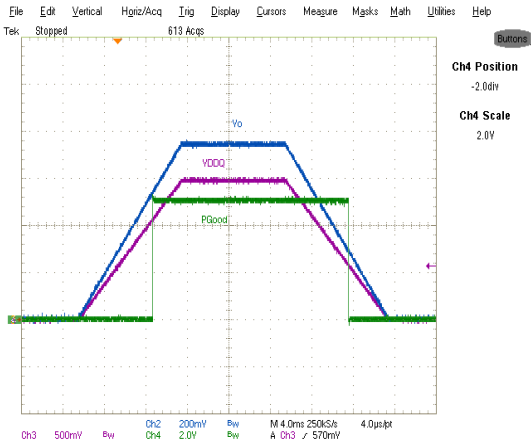 File Edit Vertical Horiz/Acq Trig Display Cursors Measure Masks Math Utilities Help
Tek Stopped 613 Acqs
Buttons
Ch4 Position
-2.0div
Ch4 Scale
2.0V
Vo
VDDQ
PGood
Ch2 200mV Bw M 4.0ms 250kS/s 4.0µs/pt
Ch3 500mV Bw Ch4 2.0V Bw A Ch3 / 570mV